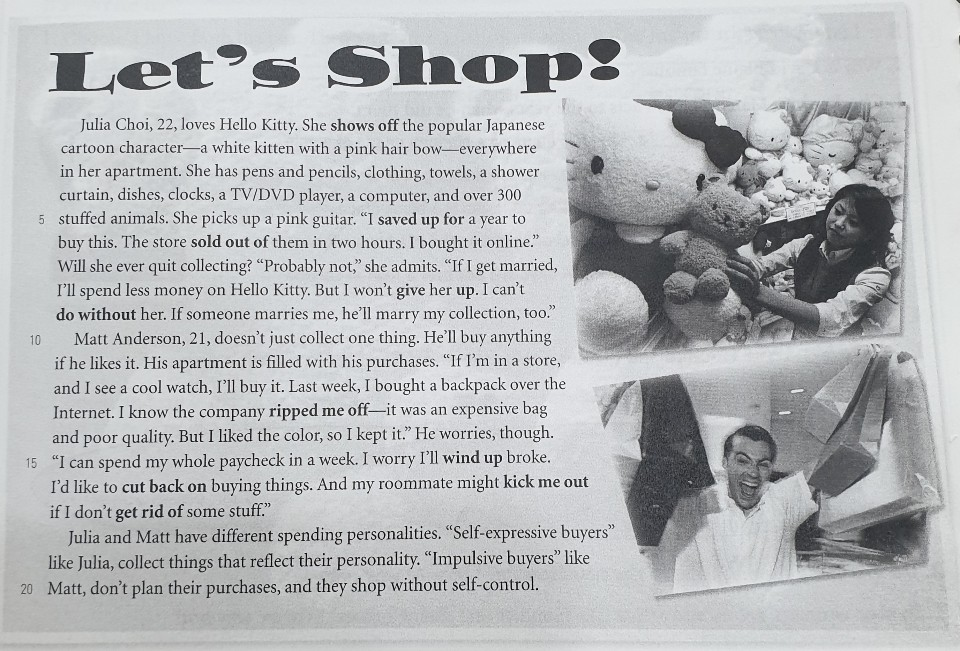 Let's Shop!
Julia Choi, 22, loves Hello Kitty. She shows off the popular Japanese
cartoon character—a white kitten with a pink hair bow—everywhere
in her apartment. She has pens and pencils, clothing, towels, a shower
curtain, dishes, clocks, a TV/DVD player, a computer, and over 300
5 stuffed animals. She picks up a pink guitar. “I saved up for a year to
buy this. The store sold out of them in two hours. I bought it online.”
Will she ever quit collecting? “Probably not,” she admits. “If I get married,
I’ll spend less money on Hello Kitty. But I won’t give her up. I can’t
do without her. If someone marries me, he’ll marry my collection, too.”
10 Matt Anderson, 21, doesn’t just collect one thing. He’ll buy anything
if he likes it. His apartment is filled with his purchases. “If I’m in a store,
and I see a cool watch, I’ll buy it. Last week, I bought a backpack over the
Internet. I know the company ripped me off—it was an expensive bag
and poor quality. But I liked the color, so I kept it.” He worries, though.
15 “I can spend my whole paycheck in a week. I worry I’ll wind up broke.
I’d like to cut back on buying things. And my roommate might kick me out
if I don’t get rid of some stuff.”
Julia and Matt have different spending personalities. “Self-expressive buyers”
like Julia, collect things that reflect their personality. “Impulsive buyers” like
20 Matt, don’t plan their purchases, and they shop without self-control.